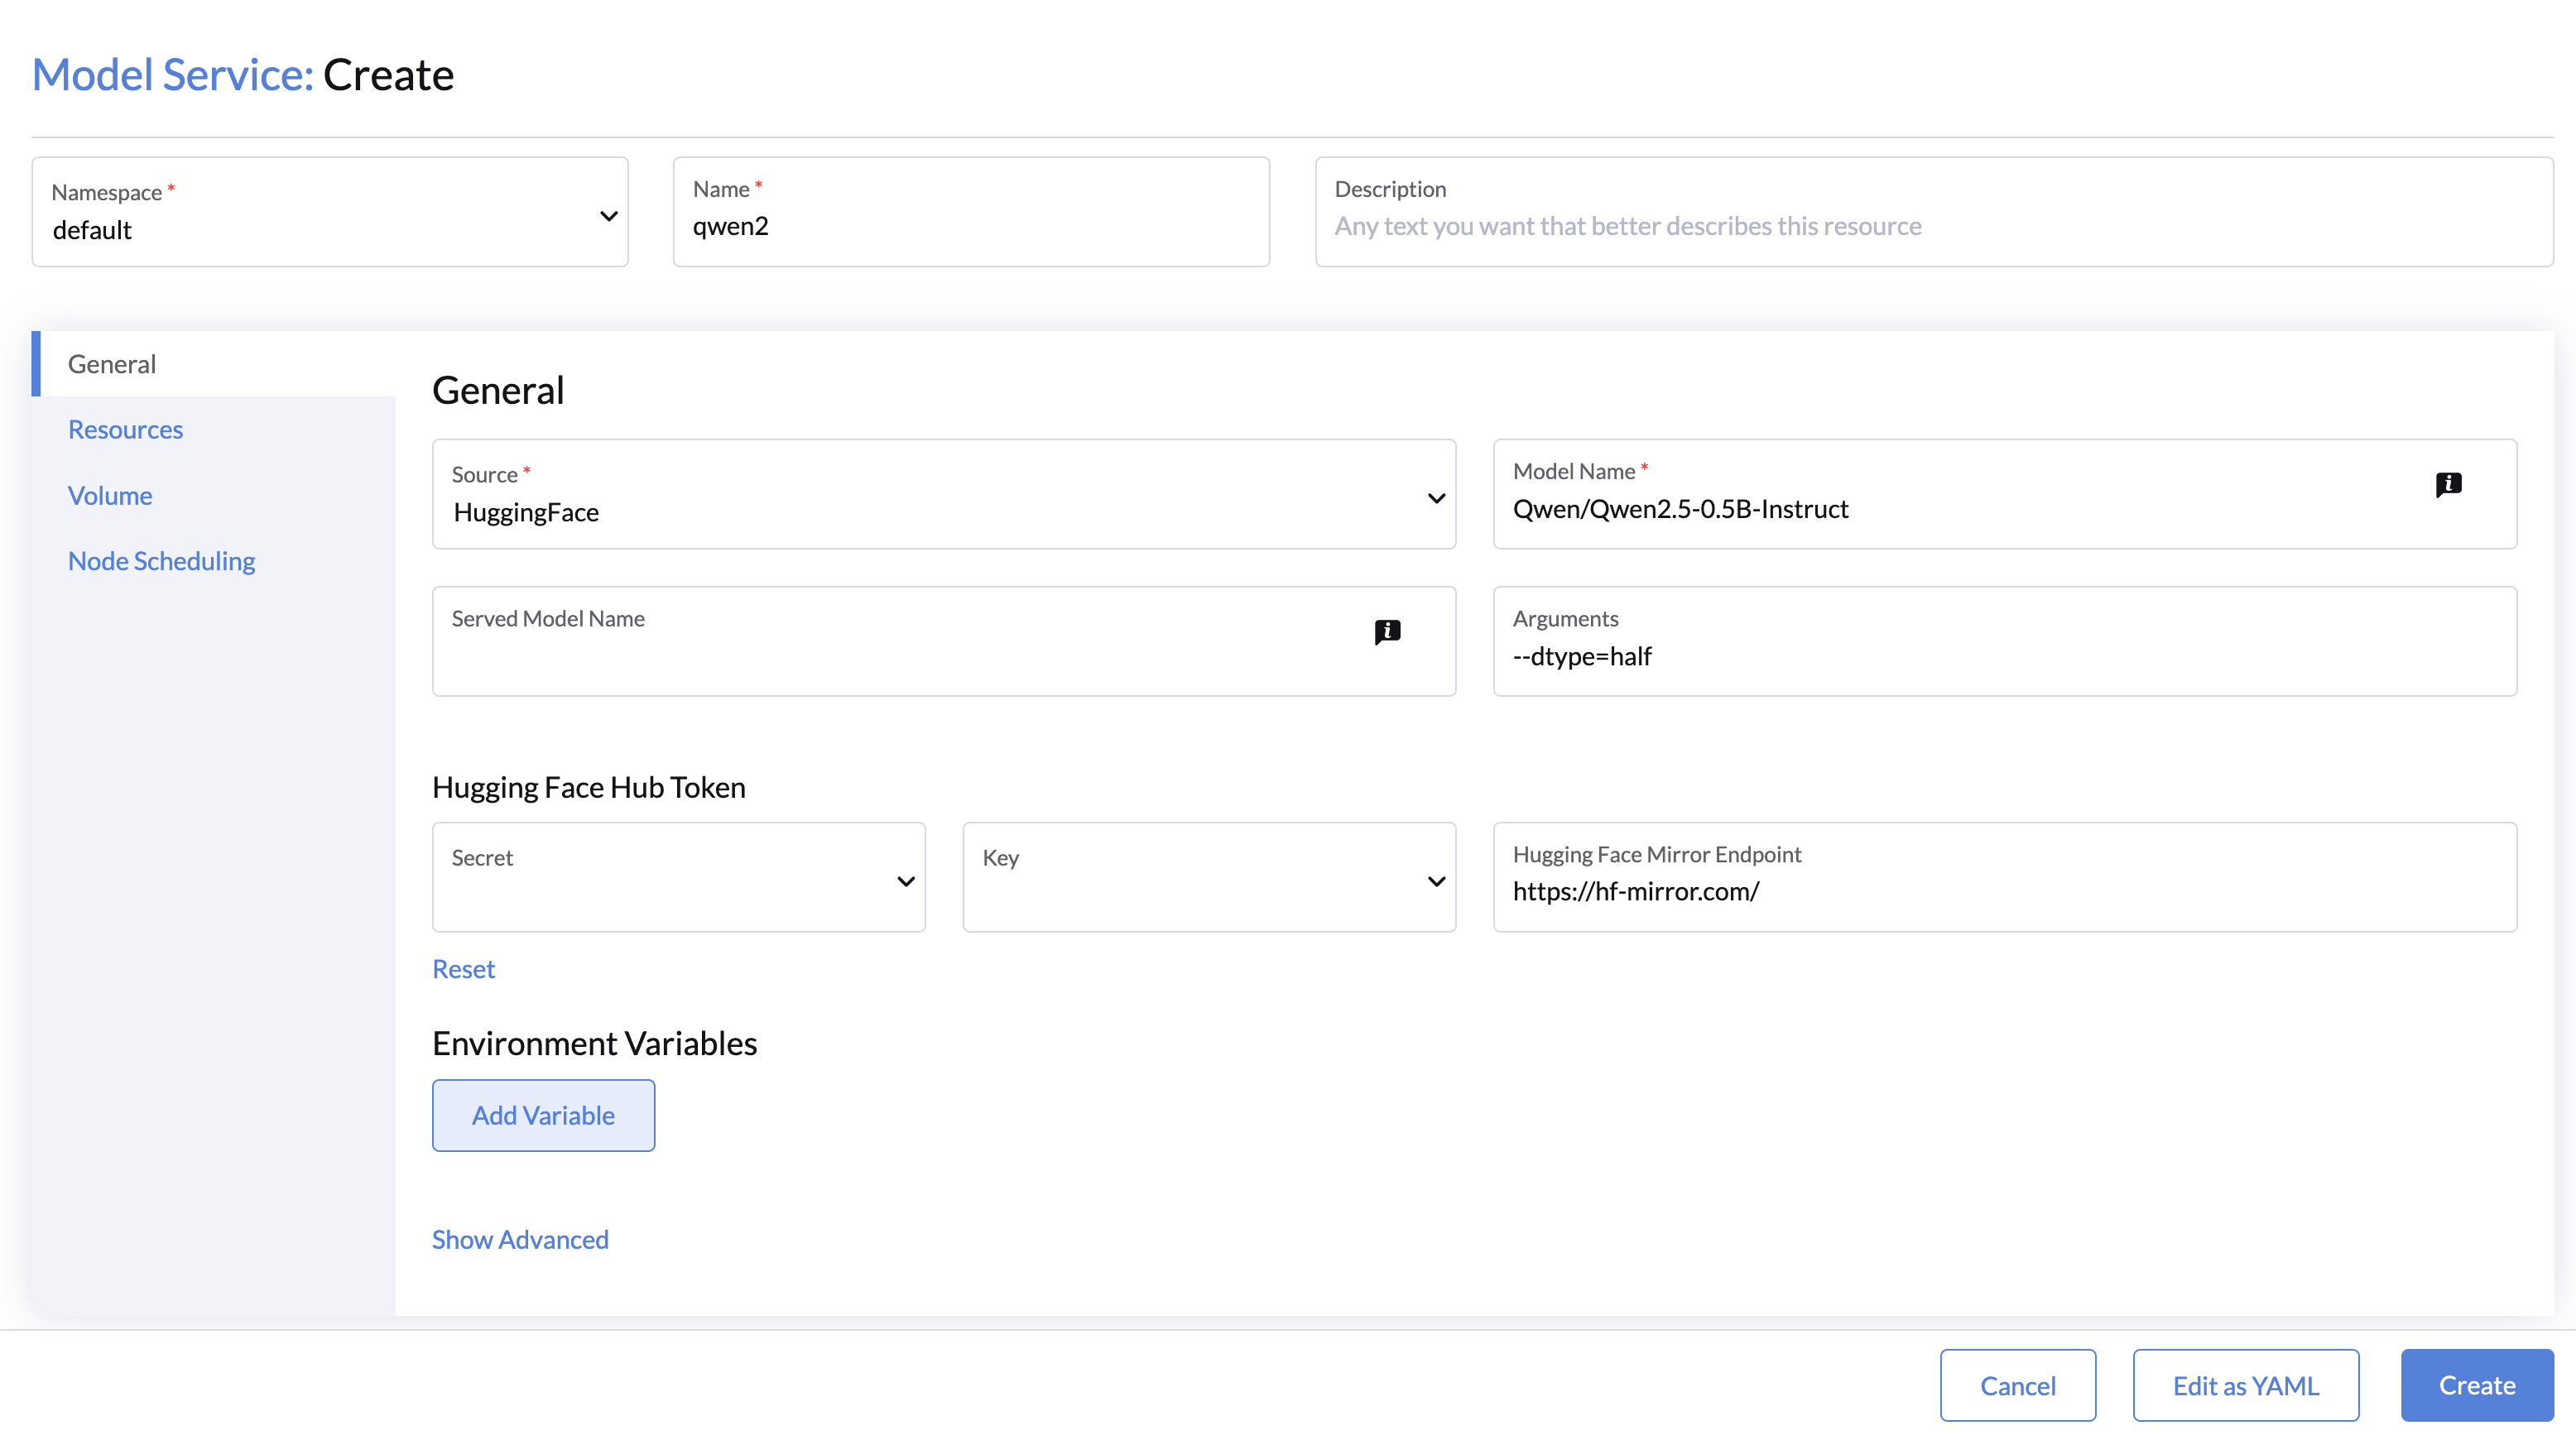 Model Service: Create
Namespace *
default
Name *
qwen2
Description
Any text you want that better describes this resource
General
Resources
Volume
Node Scheduling
General
Source *
HuggingFace
Model Name *
Qwen/Qwen2.5-0.5B-Instruct
Served Model Name
Arguments
--dtype=half
Hugging Face Hub Token
Secret
Key
Hugging Face Mirror Endpoint
https://hf-mirror.com/
Reset
Environment Variables
Add Variable
Show Advanced
Cancel
Edit as YAML
Create